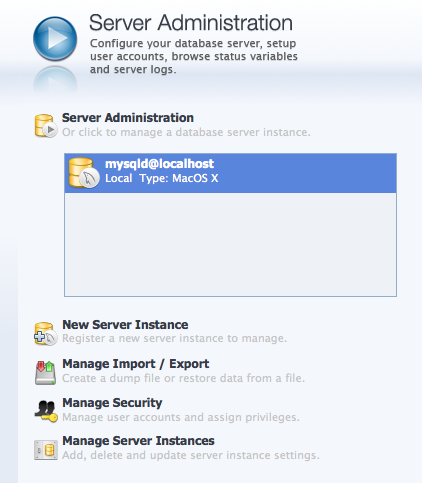 Server Administration
Configure your database server, setup
user accounts, browse status variables
and server logs.
Server Administration
Or click to manage a database server instance.
mysqld@localhost
Local Type: MacOS X
New Server Instance
Register a new server instance to manage.
Manage Import / Export
Create a dump file or restore data from a file.
Manage Security
Manage user accounts and assign privileges.
Manage Server Instances
Add, delete and update server instance settings.